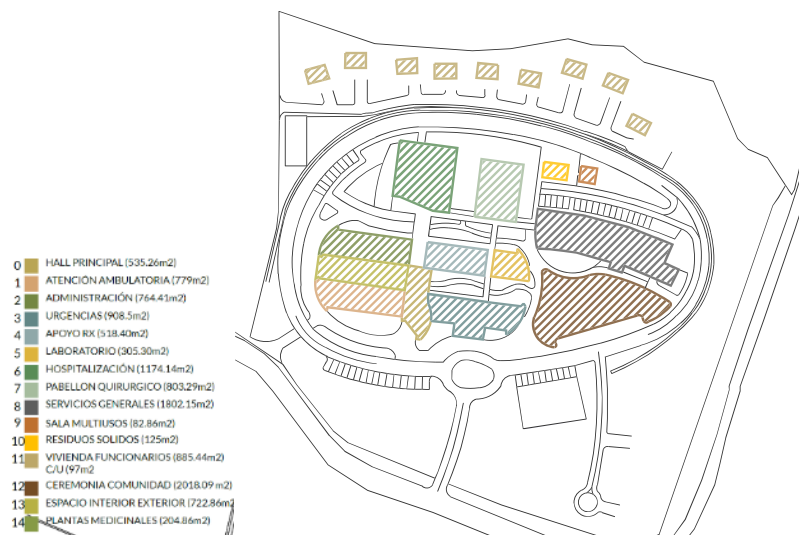 0 HALL PRINCIPAL (535.26m2)
1 ATENCIÓN AMBULATORIA (779m2)
2 ADMINISTRACIÓN (764.41m2)
3 URGENCIAS (908.5m2)
4 APOYO RX (518.40m2)
5 LABORATORIO (305.30m2)
6 HOSPITALIZACIÓN (1174.14m2)
7 PABELLON QUIRURGICO (803.29m2)
8 SERVICIOS GENERALES (1802.15m2)
9 SALA MULTIUSOS (82.86m2)
10 RESIDUOS SOLIDOS (125m2)
11 VIVIENDA FUNCIONARIOS (885.44m2)
C/U (97m2
12 CEREMONIA COMUNIDAD (2018.09 m2)
13 ESPACIO INTERIOR EXTERIOR (722.86m2
14 PLANTAS MEDICINALES (204.86m2)